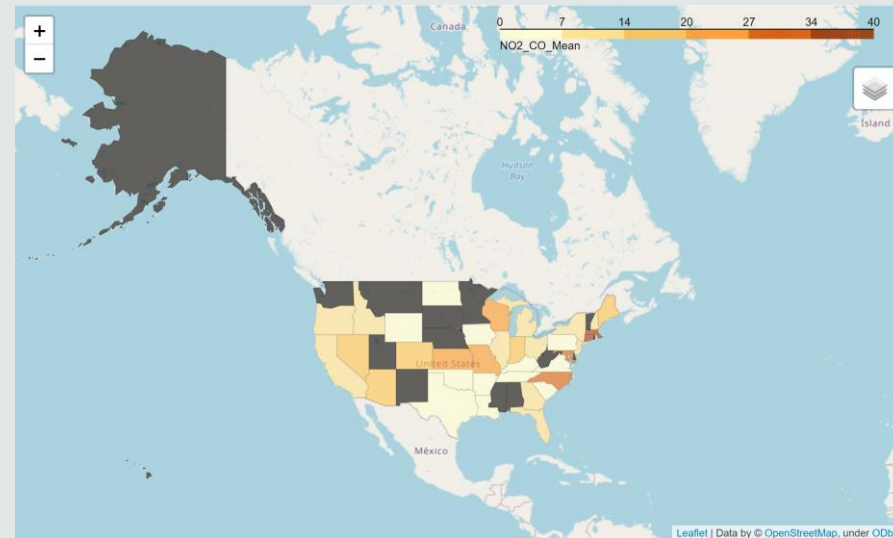 +
−
Canada
0 7 14 20 27 34 40
NO2_CO_Mean
Ísland
Hudson
Bay
United States
México
Leaflet | Data by © OpenStreetMap, under ODb